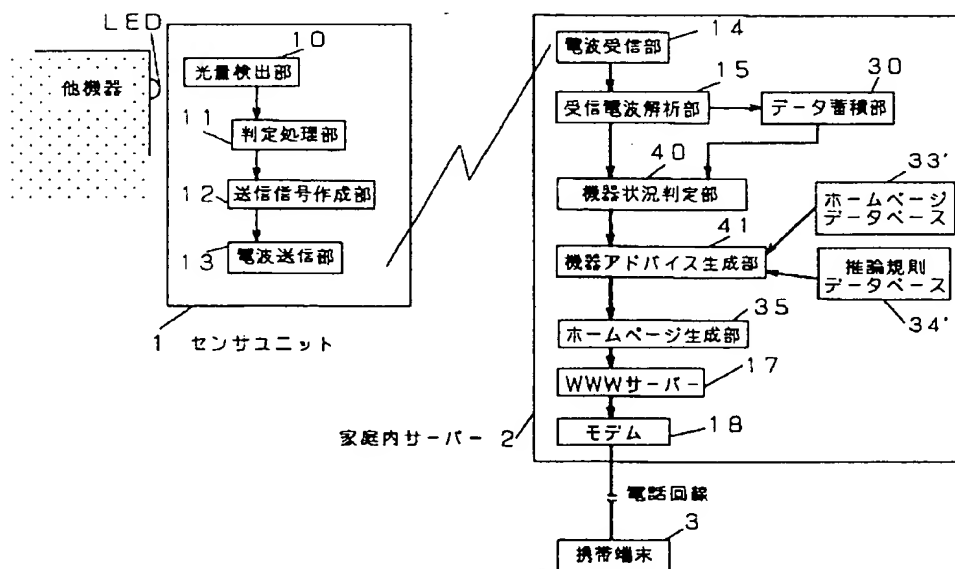 LED
他機器
10
光量検出部
11
判定処理部
12
送信信号作成部
13
電波送信部
1 センサユニット
14
電波受信部
15
受信電波解析部
30
データ蓄積部
40
機器状況判定部
33'
ホームページ
データベース
41
機器アドバイス生成部
推論規則
データベース
34'
35
ホームページ生成部
17
WWWサーバー
18
モデム
家庭内サーバー 2
電話回線
3
携帯端末